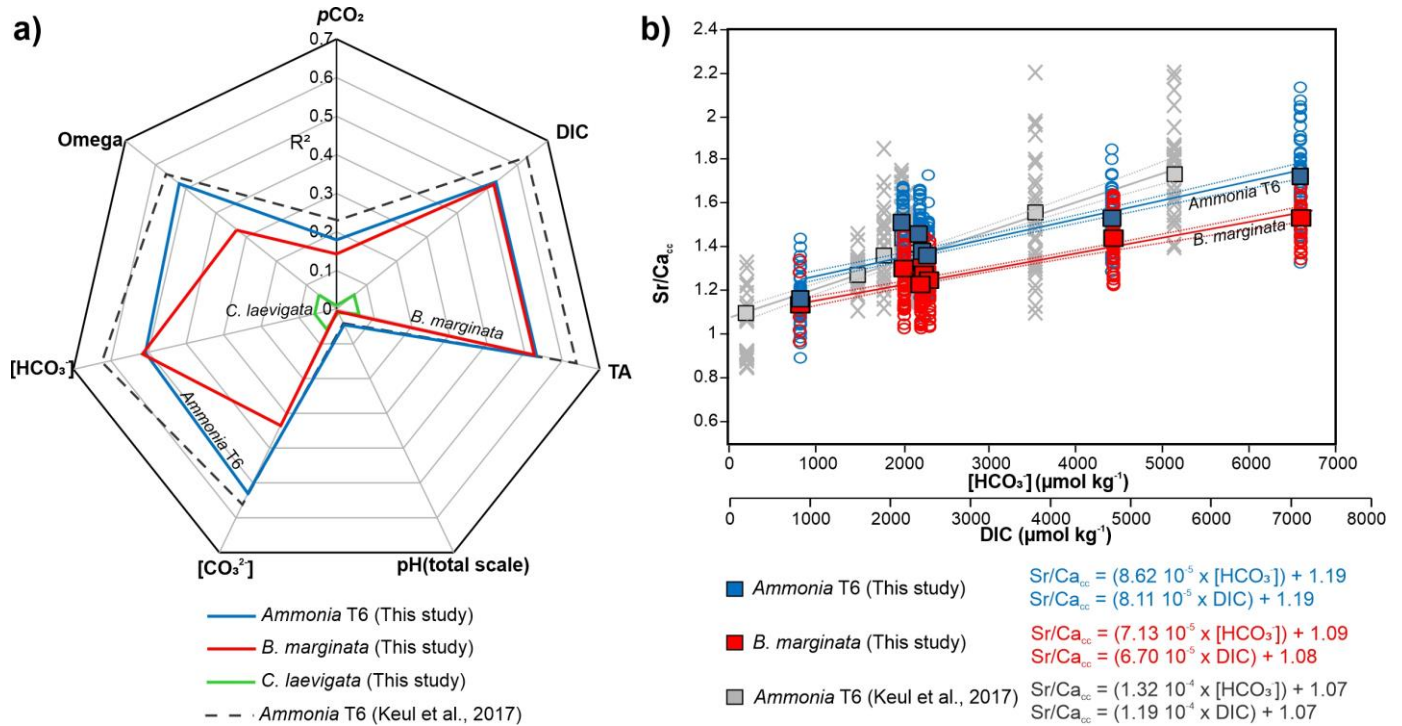 a)
pCO₂
0.7
0.6
0.5
0.4
0.3
0.2
0.1
0
R²
Omega
DIC
C. laevigata
B. marginata
[HCO₃⁻]
TA
Ammonia T6
[CO₃²⁻]
pH(total scale)
Ammonia T6 (This study)
B. marginata (This study)
C. laevigata (This study)
Ammonia T6 (Keul et al., 2017)
b)
2.4
2.2
2
1.8
1.6
1.4
1.2
1
0.8
0.6
Sr/Ca_cc
Ammonia T6
B. marginata
0 1000 2000 3000 4000 5000 6000 7000
[HCO₃⁻] (µmol kg⁻¹)
0 1000 2000 3000 4000 5000 6000 7000 8000
DIC (µmol kg⁻¹)
Ammonia T6 (This study)
Sr/Ca_cc = (8.62 10⁻⁵ x [HCO₃⁻]) + 1.19
Sr/Ca_cc = (8.11 10⁻⁵ x DIC) + 1.19
B. marginata (This study)
Sr/Ca_cc = (7.13 10⁻⁵ x [HCO₃⁻]) + 1.09
Sr/Ca_cc = (6.70 10⁻⁵ x DIC) + 1.08
Ammonia T6 (Keul et al., 2017)
Sr/Ca_cc = (1.32 10⁻⁴ x [HCO₃⁻]) + 1.07
Sr/Ca_cc = (1.19 10⁻⁴ x DIC) + 1.07